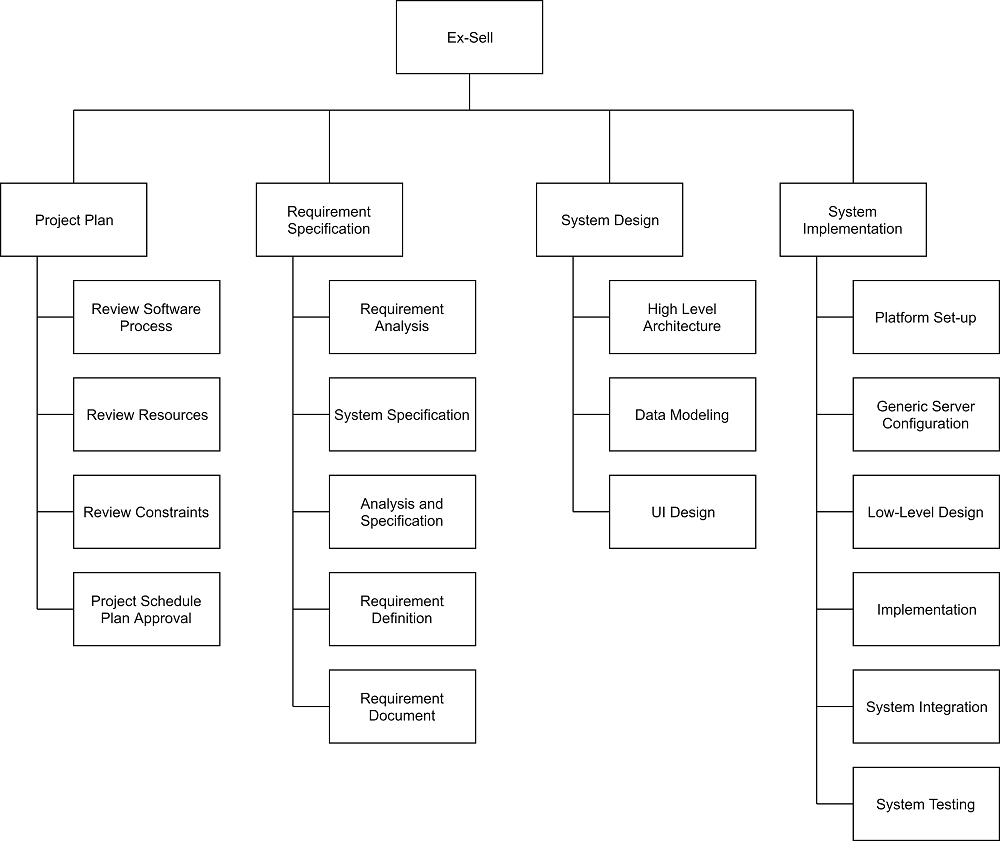 Ex-Sell
Project Plan
Review Software
Process
Review Resources
Review Constraints
Project Schedule
Plan Approval
Requirement
Specification
Requirement
Analysis
System Specification
Analysis and
Specification
Requirement
Definition
Requirement
Document
System Design
High Level
Architecture
Data Modeling
UI Design
System
Implementation
Platform Set-up
Generic Server
Configuration
Low-Level Design
Implementation
System Integration
System Testing